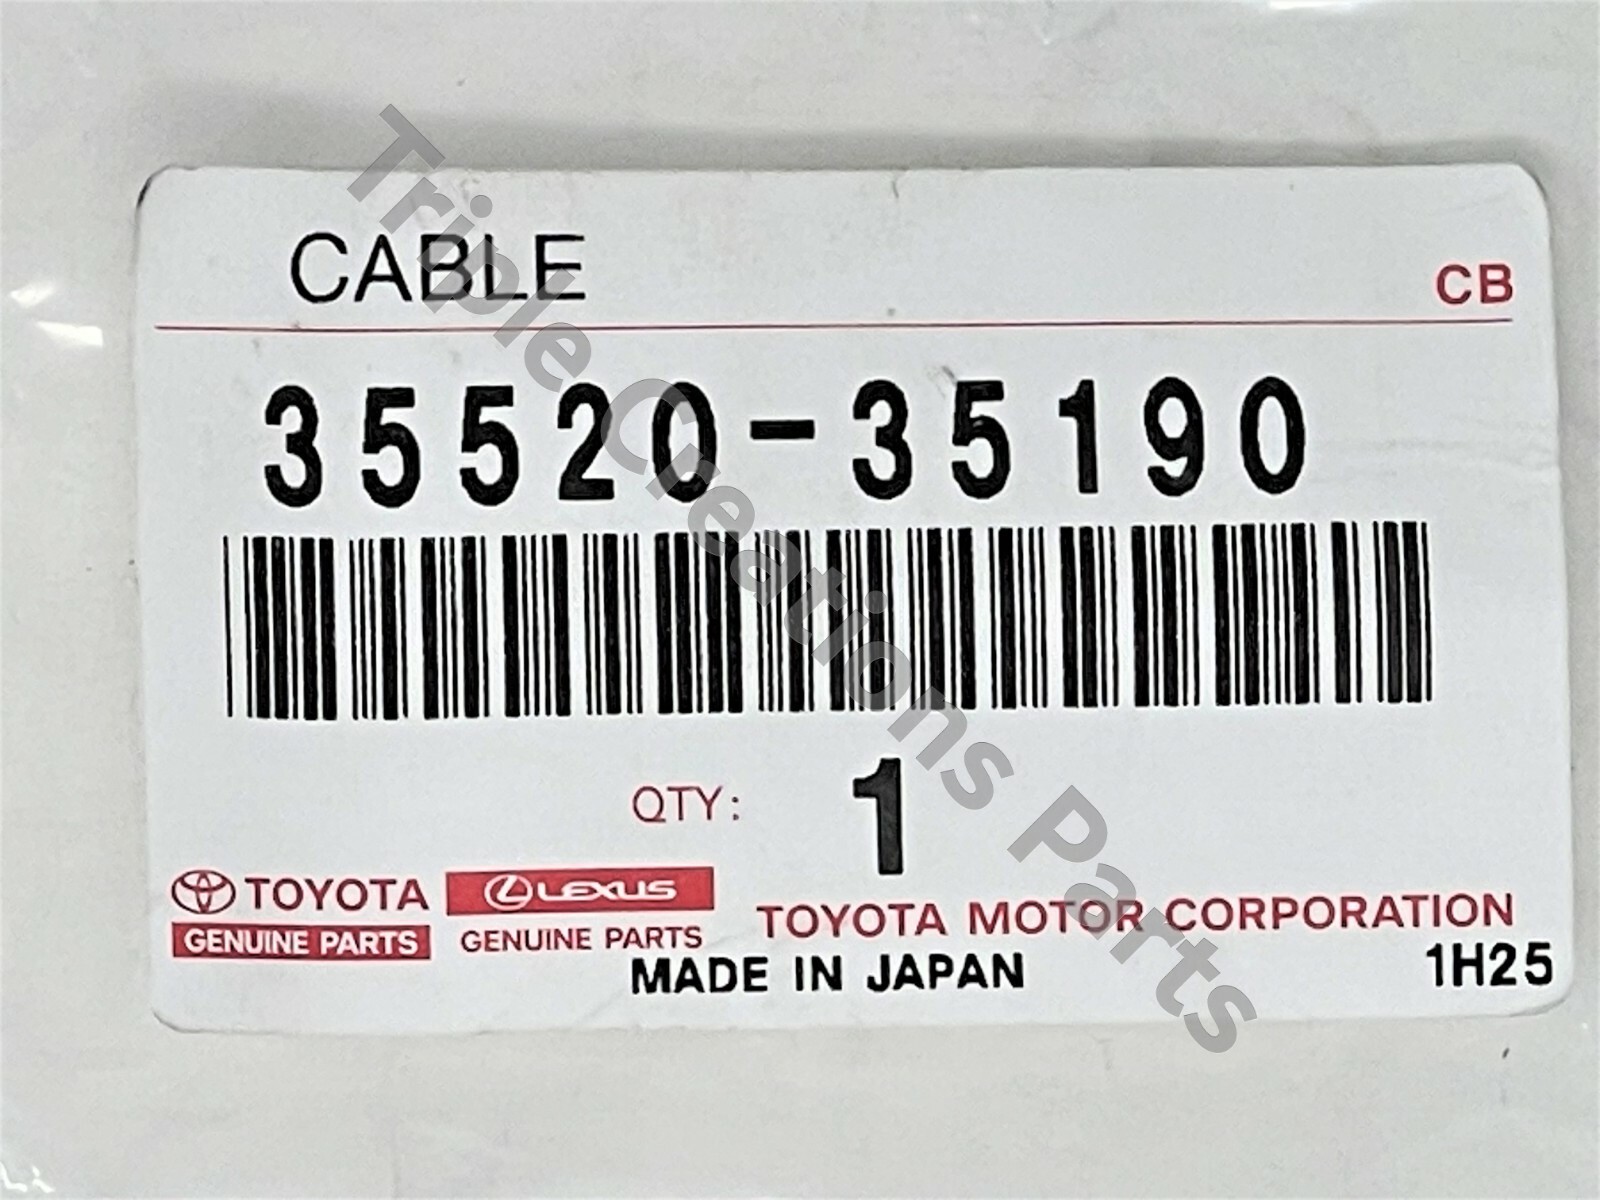 CABLE
CB
35520-35190
QTY: 1
TOYOTA
GENUINE PARTS
LEXUS
GENUINE PARTS
TOYOTA MOTOR CORPORATION
MADE IN JAPAN
1H25
Triple Creations Parts